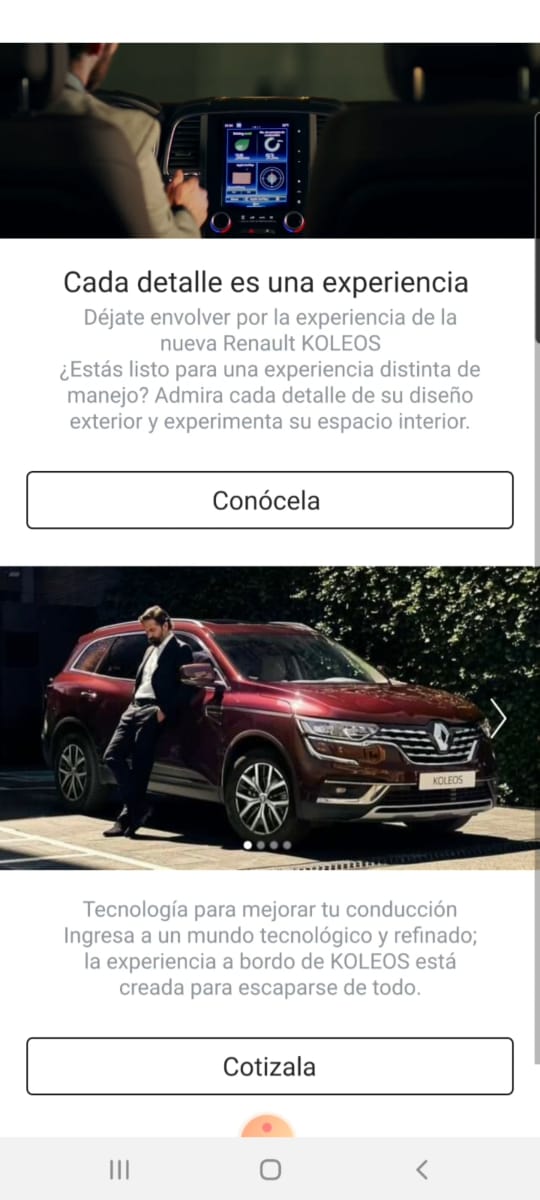 Cada detalle es una experiencia
Déjate envolver por la experiencia de la
nueva Renault KOLEOS
¿Estás listo para una experiencia distinta de
manejo? Admira cada detalle de su diseño
exterior y experimenta su espacio interior.
Conócela
KOLEOS
Tecnología para mejorar tu conducción
Ingresa a un mundo tecnológico y refinado;
la experiencia a bordo de KOLEOS está
creada para escaparse de todo.
Cotizala